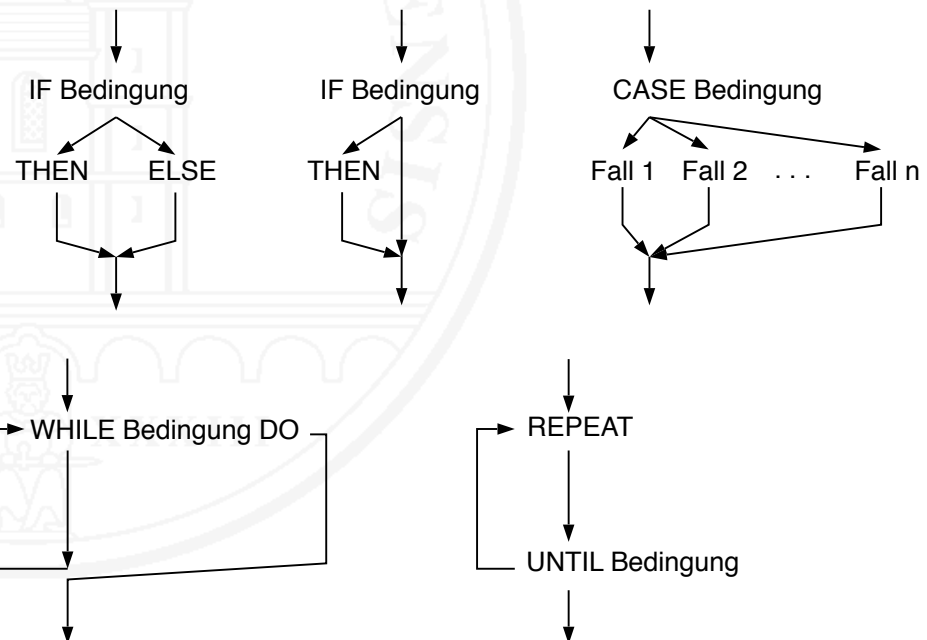 IF Bedingung
THEN ELSE
IF Bedingung
THEN
CASE Bedingung
Fall 1 Fall 2 . . . Fall n
WHILE Bedingung DO
REPEAT
UNTIL Bedingung